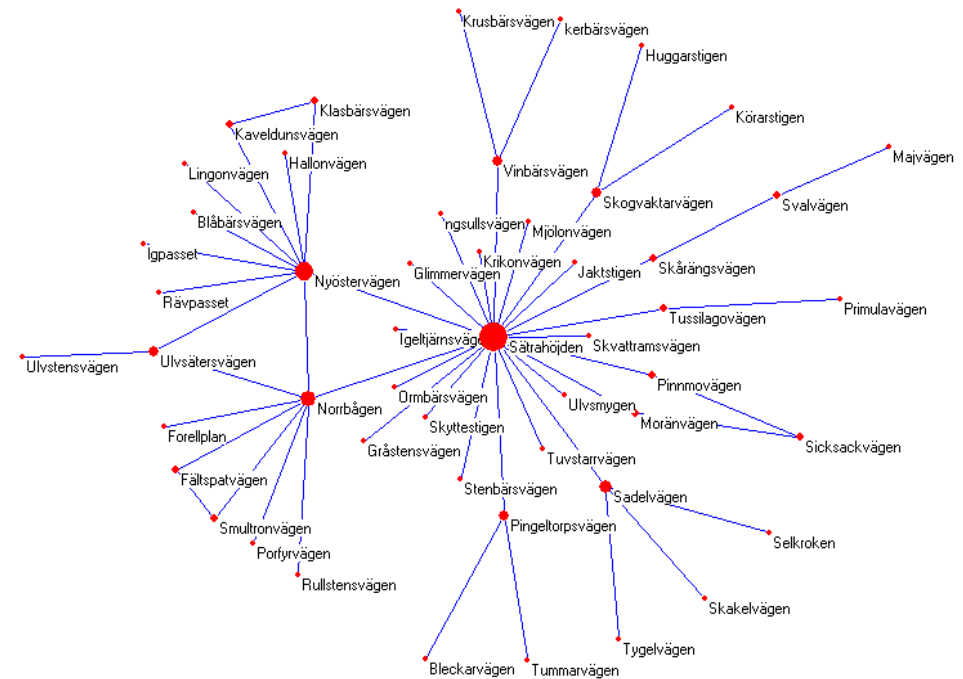 Krusbärsvägen
kerbärsvägen
Huggarstigen
Klasbärsvägen
Körarstigen
Kaveldunsvägen
Majvägen
Hallonvägen
Lingonvägen
Vinbärsvägen
Skogvaktarvägen
Svalvägen
Blåbärsvägen
ngsullsvägen
Mjölonvägen
Igpasset
Krikonvägen
Glimmervägen
Jaktstigen
Skårängsvägen
Nyöstervägen
Rävpasset
Primulavägen
Tussilagovägen
Igeltjärnsväge
Sätrahöjden
Skvattramsvägen
Ulvstensvägen
Ulvsätersvägen
Pinnmovägen
Ormbärsvägen
Ulvsmygen
Norrbågen
Skyttestigen
Moränvägen
Forellplan
Gråstensvägen
Sicksackvägen
Tuvstarrvägen
Fältspatvägen
Stenbärsvägen
Sadelvägen
Smultronvägen
Pingeltorpsvägen
Selkroken
Porfyrvägen
Rullstensvägen
Skakelvägen
Tygelvägen
Bleckarvägen
Tummarvägen